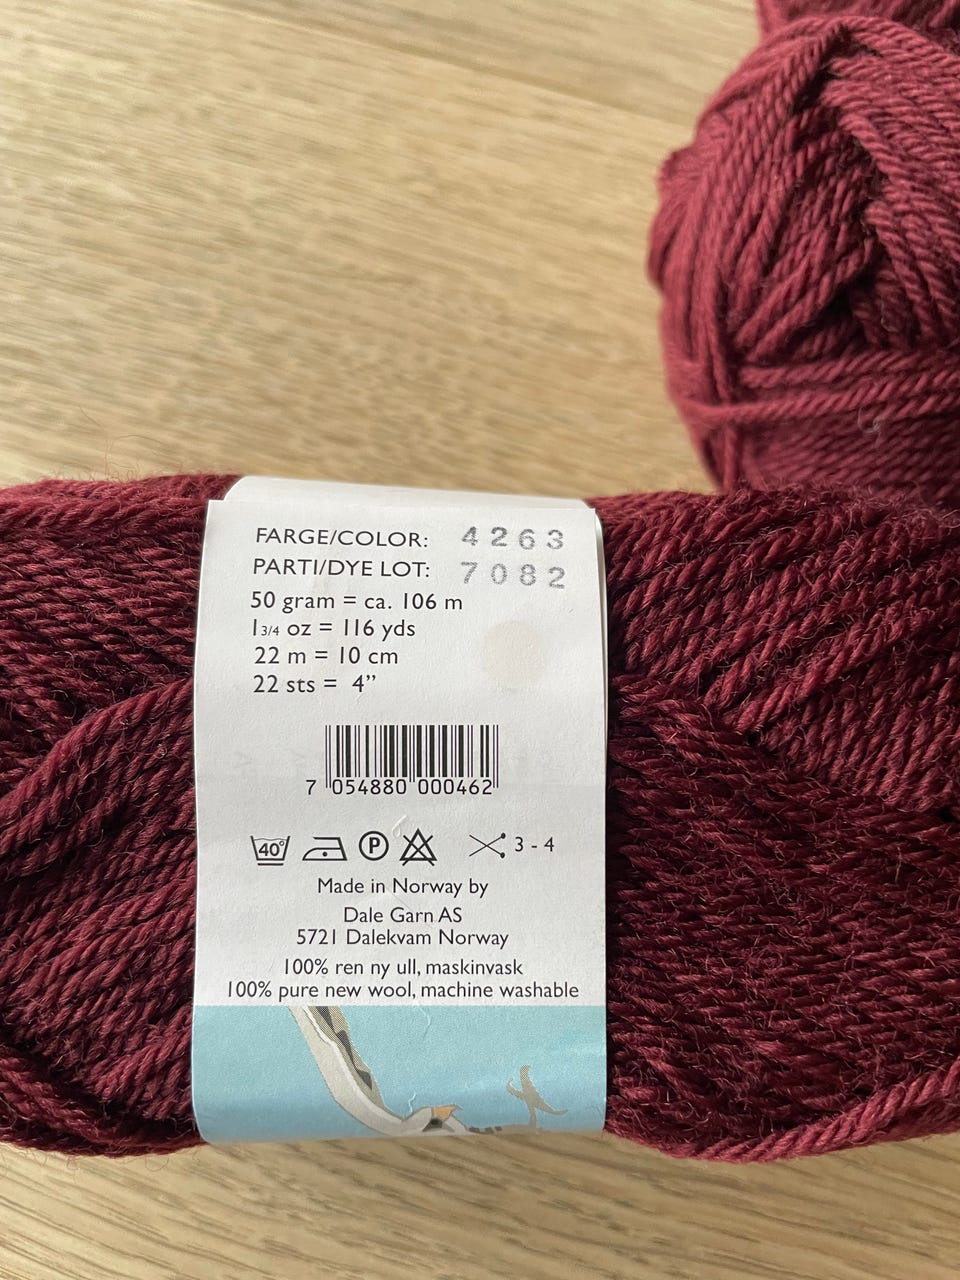 FARGE/COLOR: 4263
PARTI/DYE LOT: 7082
50 gram = ca. 106 m
1 3/4 oz = 116 yds
22 m = 10 cm
22 sts = 4”
7 054880 000462
40° P 3 - 4
Made in Norway by
Dale Garn AS
5721 Dalekvam Norway
100% ren ny ull, maskinvask
100% pure new wool, machine washable